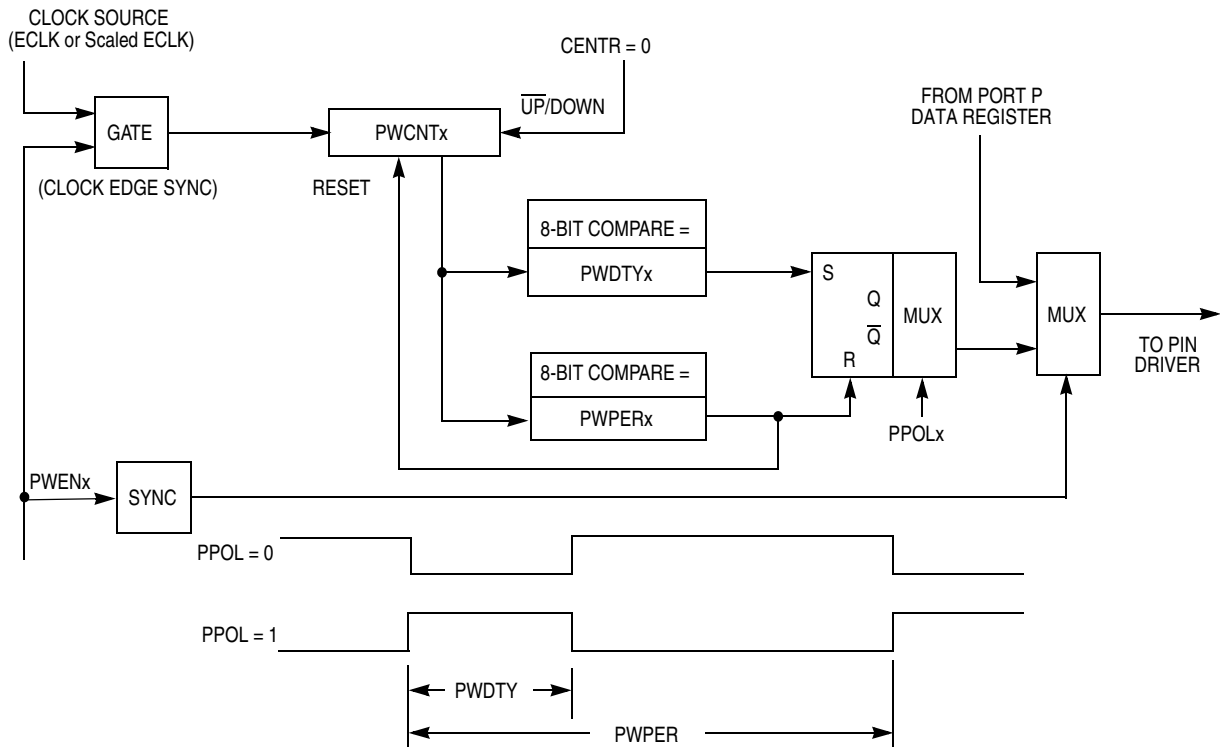 CLOCK SOURCE
(ECLK or Scaled ECLK)
CENTR = 0
U̅P̅/DOWN
FROM PORT P
DATA REGISTER
GATE
PWCNTx
(CLOCK EDGE SYNC)
RESET
8-BIT COMPARE =
PWDTYx
S
Q
Q̅
R
MUX
MUX
TO PIN
DRIVER
8-BIT COMPARE =
PWPERx
PPOLx
PWENx
SYNC
PPOL = 0
PPOL = 1
PWDTY
PWPER